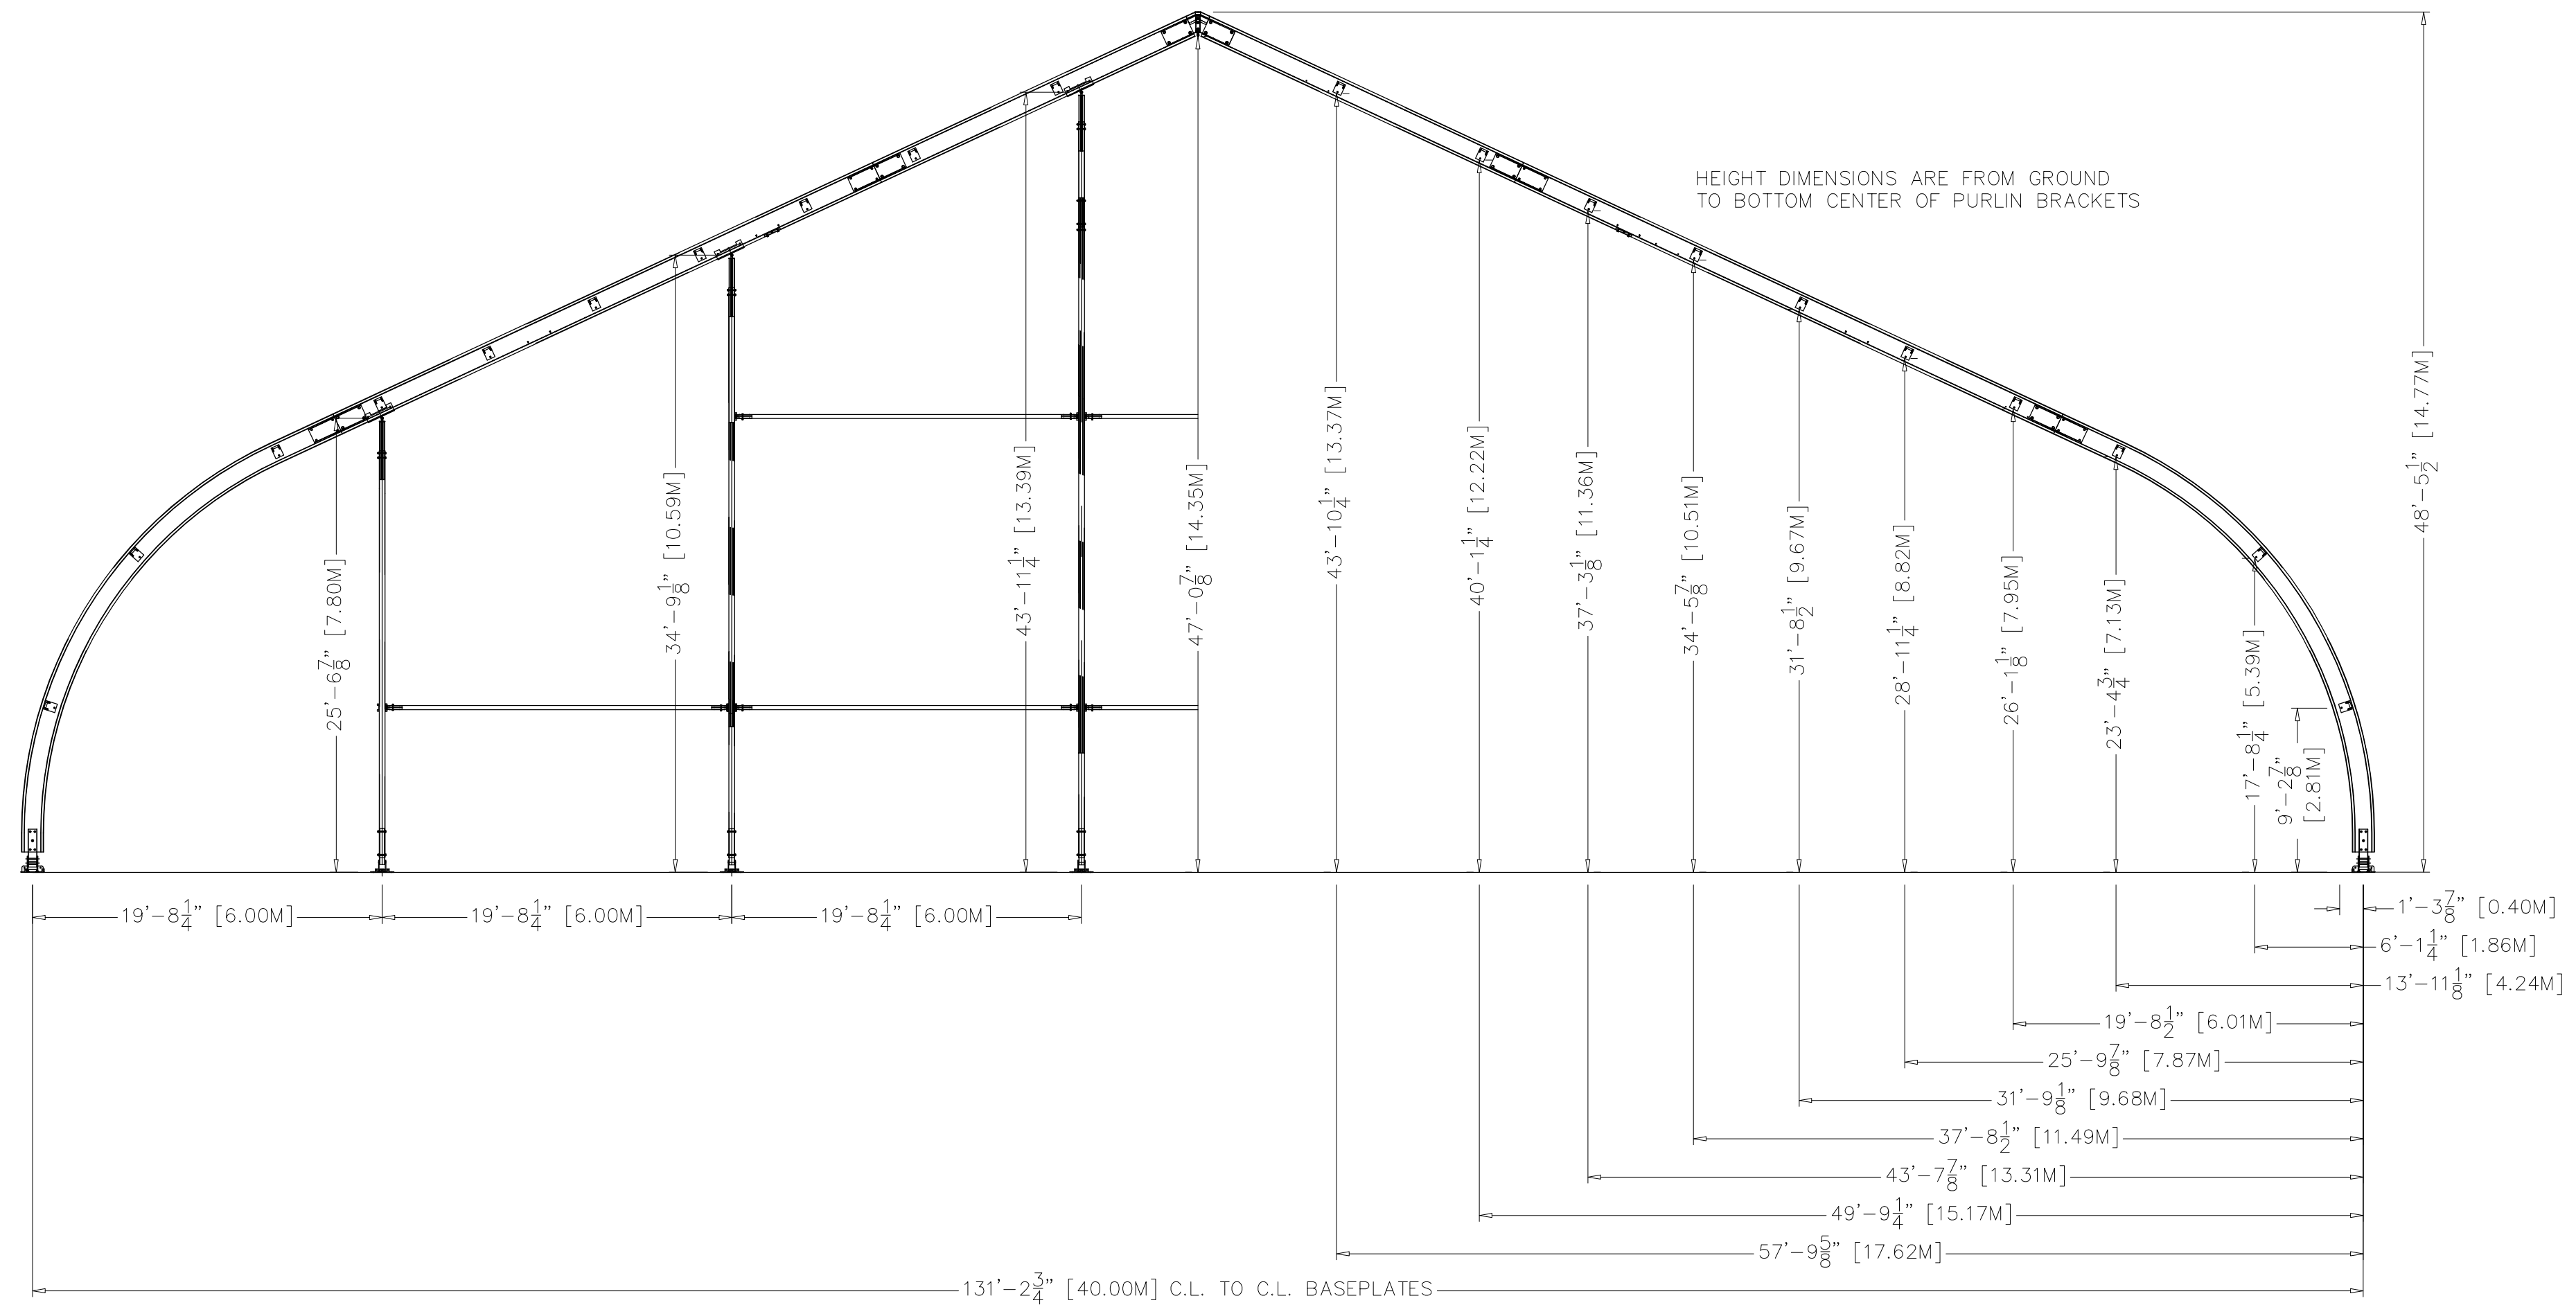 HEIGHT DIMENSIONS ARE FROM GROUND
TO BOTTOM CENTER OF PURLIN BRACKETS
25'-6 7/8" [7.80M]
34'-9 1/8" [10.59M]
43'-11 1/4" [13.39M]
47'-0 7/8" [14.35M]
43'-10 1/4" [13.37M]
40'-1 1/4" [12.22M]
37'-3 1/8" [11.36M]
34'-5 7/8" [10.51M]
31'-8 1/2" [9.67M]
28'-11 1/4" [8.82M]
26'-1 1/8" [7.95M]
23'-4 3/4" [7.13M]
17'-8 1/4" [5.39M]
9'-2 7/8"
[2.81M]
48'-5 1/2" [14.77M]
19'-8 1/4" [6.00M]
19'-8 1/4" [6.00M]
19'-8 1/4" [6.00M]
1'-3 7/8" [0.40M]
6'-1 1/4" [1.86M]
13'-11 1/8" [4.24M]
19'-8 1/2" [6.01M]
25'-9 7/8" [7.87M]
31'-9 1/8" [9.68M]
37'-8 1/2" [11.49M]
43'-7 7/8" [13.31M]
49'-9 1/4" [15.17M]
57'-9 5/8" [17.62M]
131'-2 3/4" [40.00M] C.L. TO C.L. BASEPLATES